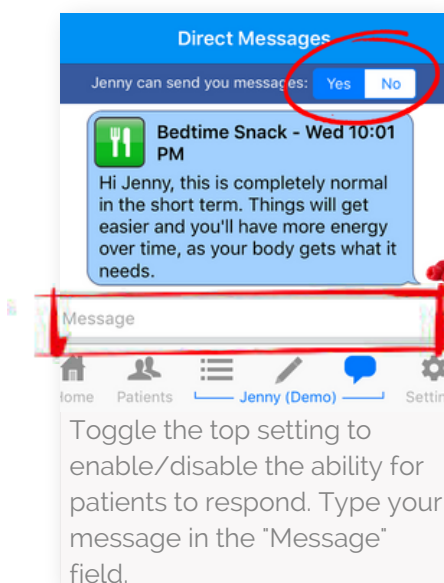 Direct Messages
Jenny can send you messages: Yes No
Bedtime Snack - Wed 10:01
PM
Hi Jenny, this is completely normal
in the short term. Things will get
easier and you'll have more energy
over time, as your body gets what it
needs.
Message
Home Patients Jenny (Demo) Settin
Toggle the top setting to
enable/disable the ability for
patients to respond. Type your
message in the "Message"
field.